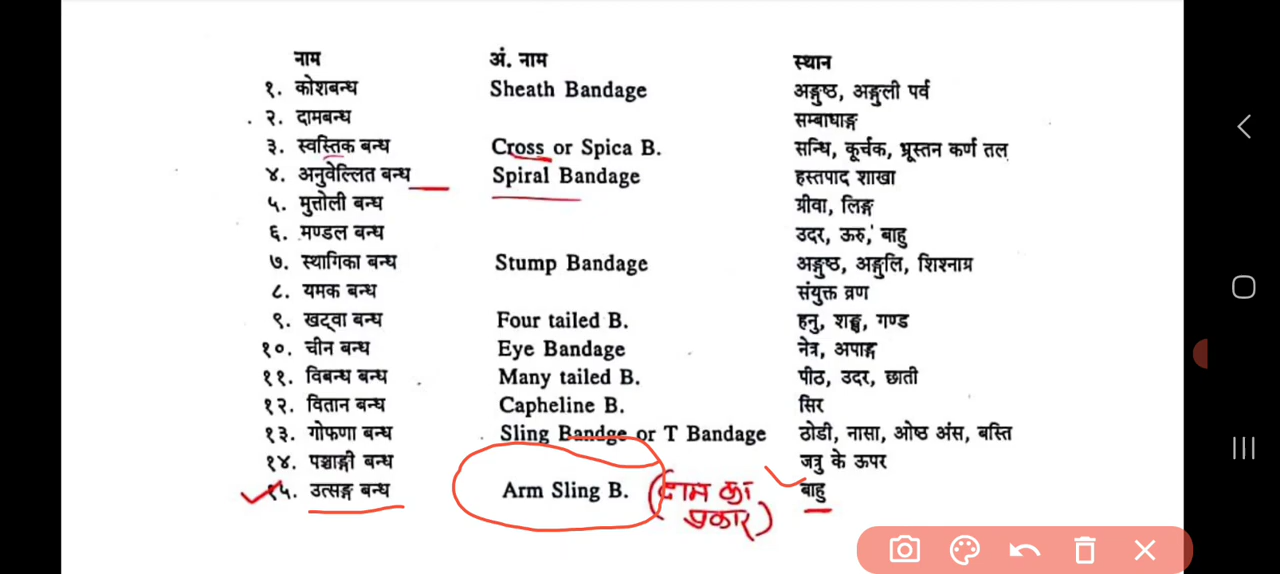 नाम अं. नाम स्थान
१. कोशबन्ध Sheath Bandage अङ्गुष्ठ, अङ्गुली पर्व
२. दामबन्ध सम्बाधाङ्ग
३. स्वस्तिक बन्ध Cross or Spica B. सन्धि, कूर्चक, भ्रूस्तन कर्ण तल
४. अनुवेल्लित बन्ध Spiral Bandage हस्तपाद शाखा
५. मुत्तोली बन्ध ग्रीवा, लिङ्ग
६. मण्डल बन्ध उदर, ऊरु, बाहु
७. स्थागिका बन्ध Stump Bandage अङ्गुष्ठ, अङ्गुलि, शिश्नाग्र
८. यमक बन्ध संयुक्त व्रण
९. खट्वा बन्ध Four tailed B. हनु, शङ्ख, गण्ड
१०. चीन बन्ध Eye Bandage नेत्र, अपाङ्ग
११. विबन्ध बन्ध Many tailed B. पीठ, उदर, छाती
१२. वितान बन्ध Capheline B. सिर
१३. गोफणा बन्ध Sling Bandge or T Bandage ठोडी, नासा, ओष्ठ अंस, बस्ति
१४. पञ्चाङ्गी बन्ध जत्रु के ऊपर
१५. उत्सङ्ग बन्ध Arm Sling B. (दाम का बाहु
प्रकार)